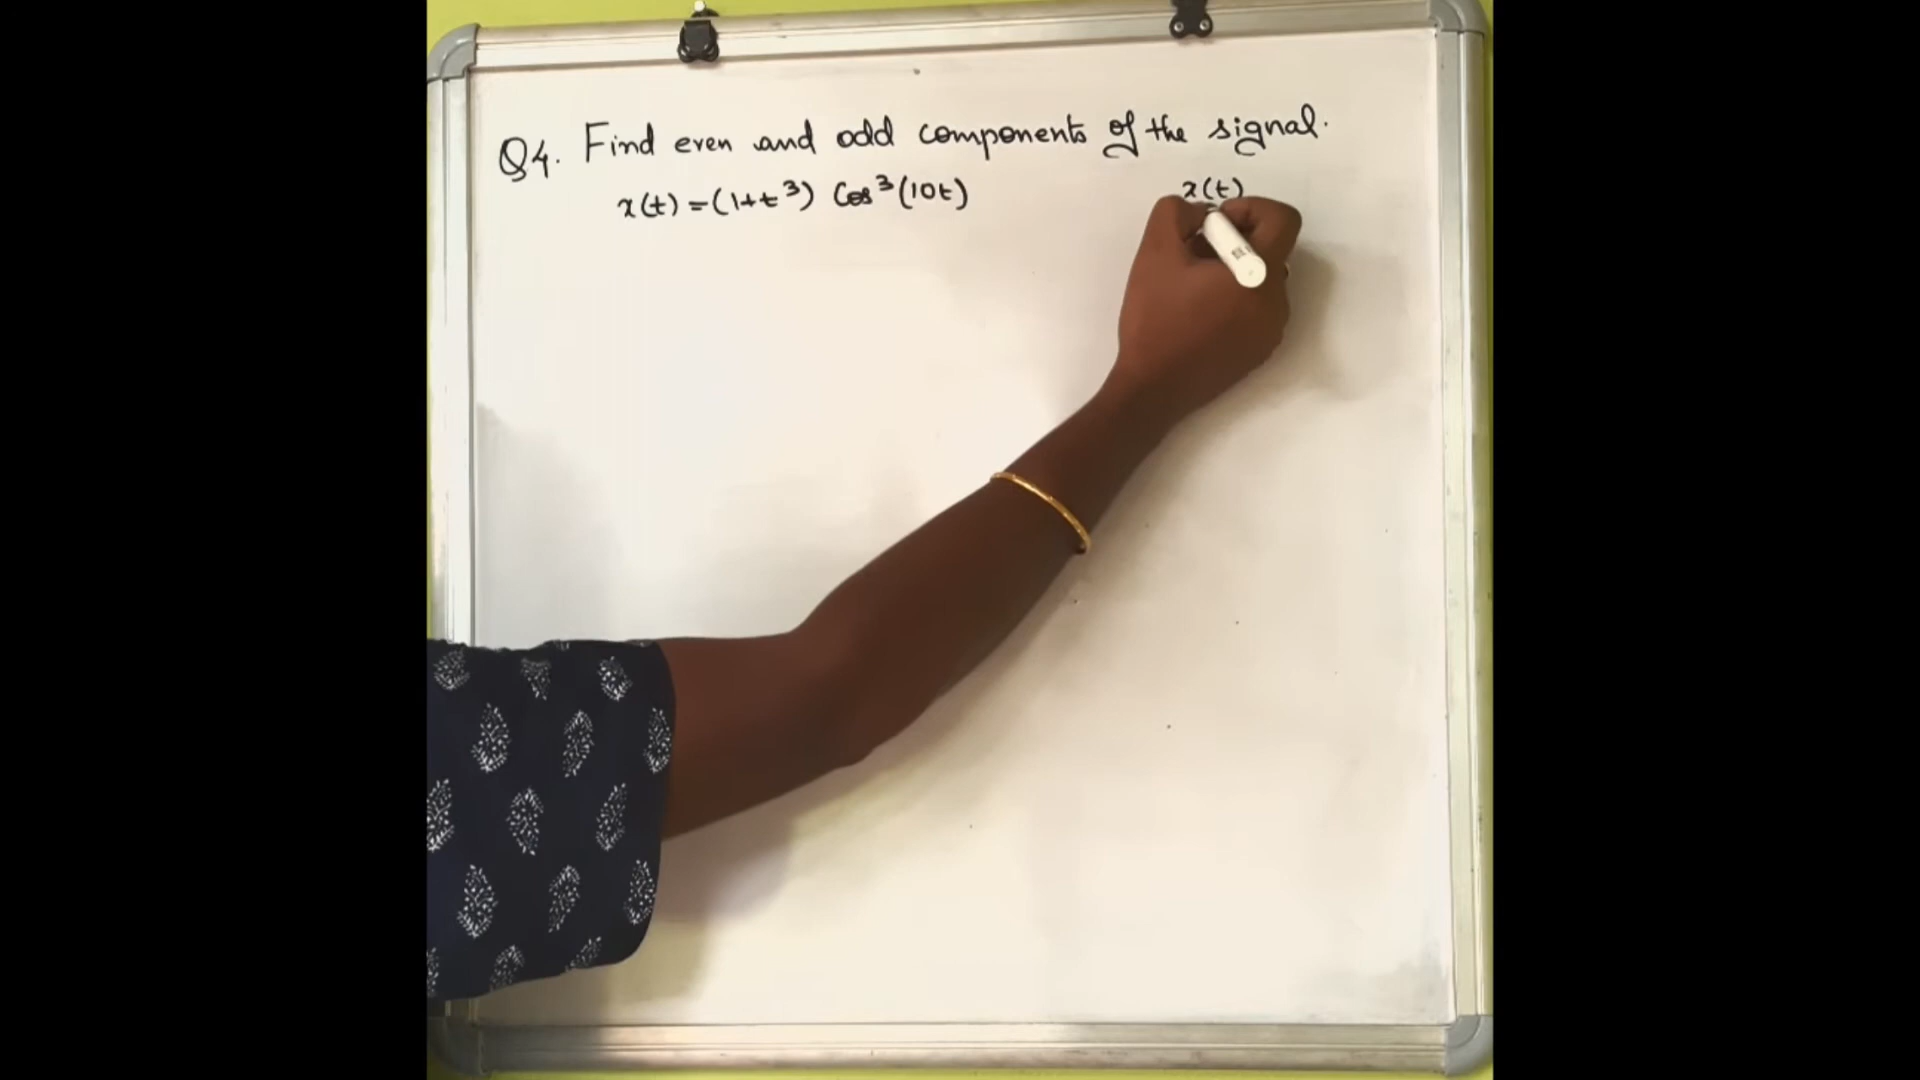 Q4. Find even and odd components of the signal.
x(t) = (1+t³) Cos³(10t)
x(t)